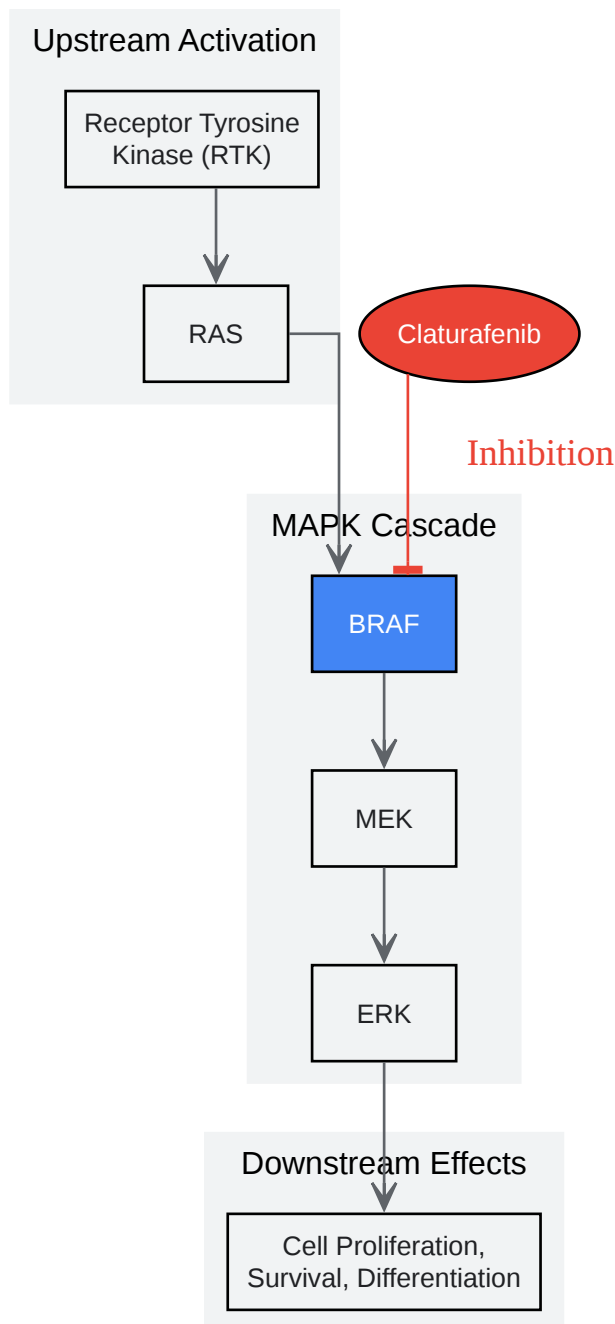 Upstream Activation
Receptor Tyrosine
Kinase (RTK)
RAS
Claturafenib
Inhibition
MAPK Cascade
BRAF
MEK
ERK
Downstream Effects
Cell Proliferation,
Survival, Differentiation